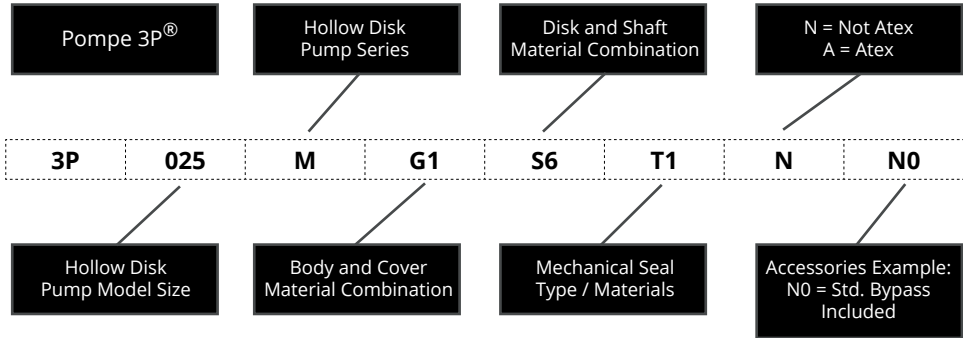 Pompe 3P®
Hollow Disk
Pump Series
Disk and Shaft
Material Combination
N = Not Atex
A = Atex
3P 025 M G1 S6 T1 N N0
Hollow Disk
Pump Model Size
Body and Cover
Material Combination
Mechanical Seal
Type / Materials
Accessories Example:
N0 = Std. Bypass
Included